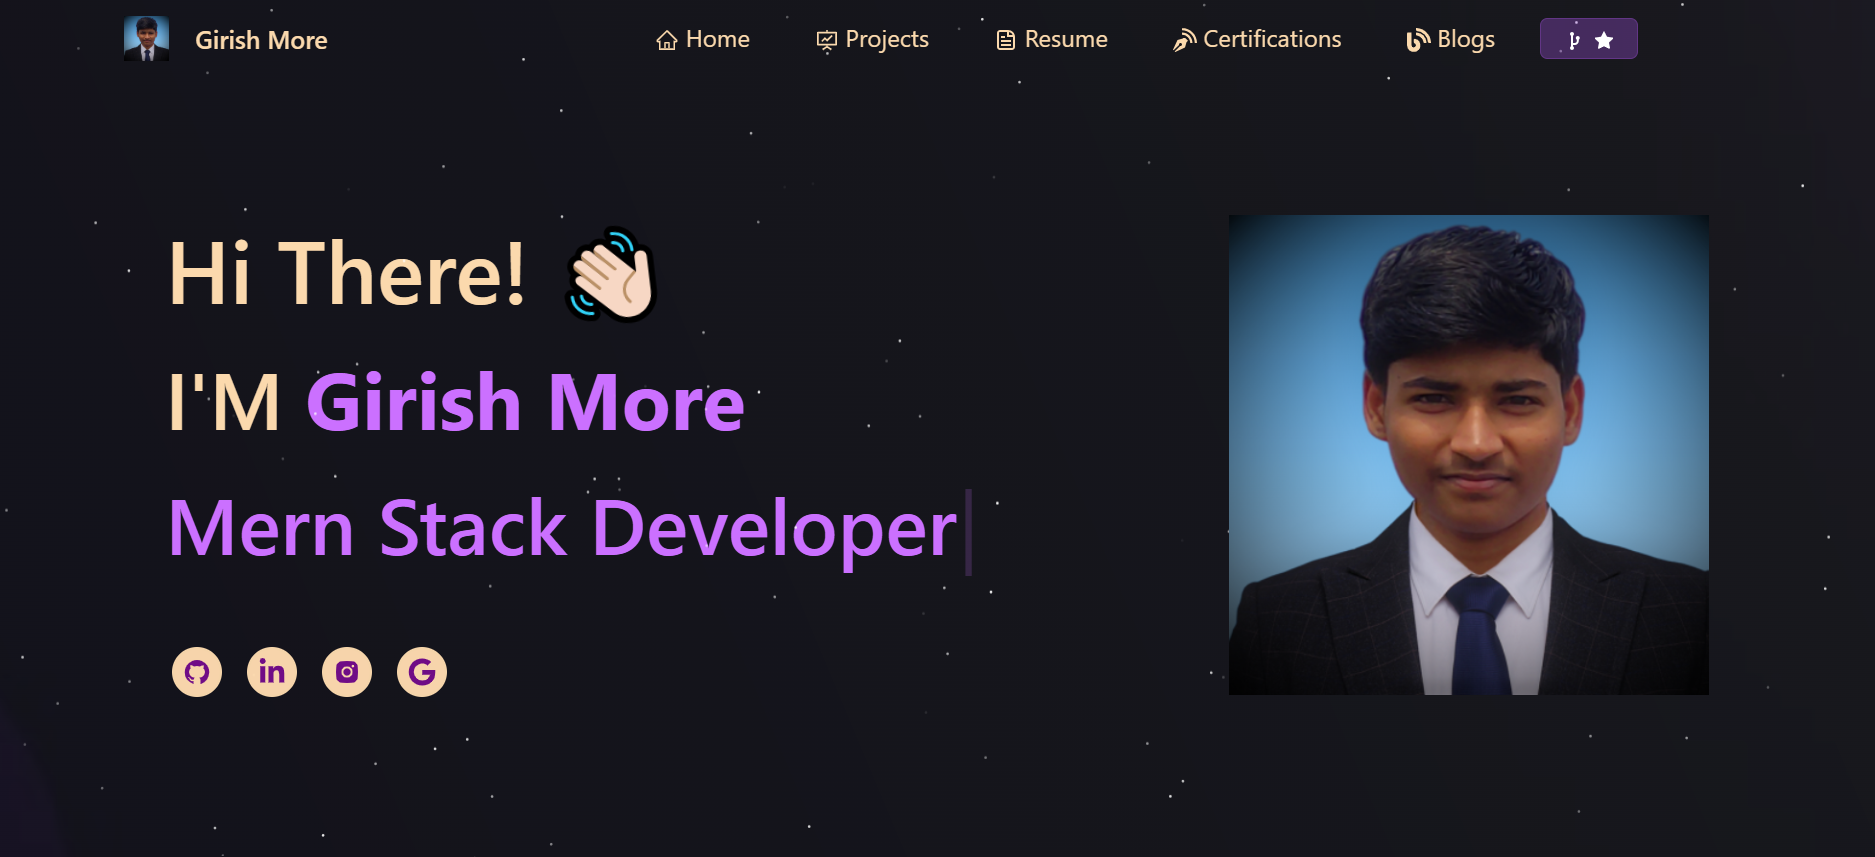 Girish More
Home
Projects
Resume
Certifications
Blogs
Hi There!
I'M Girish More
Mern Stack Developer